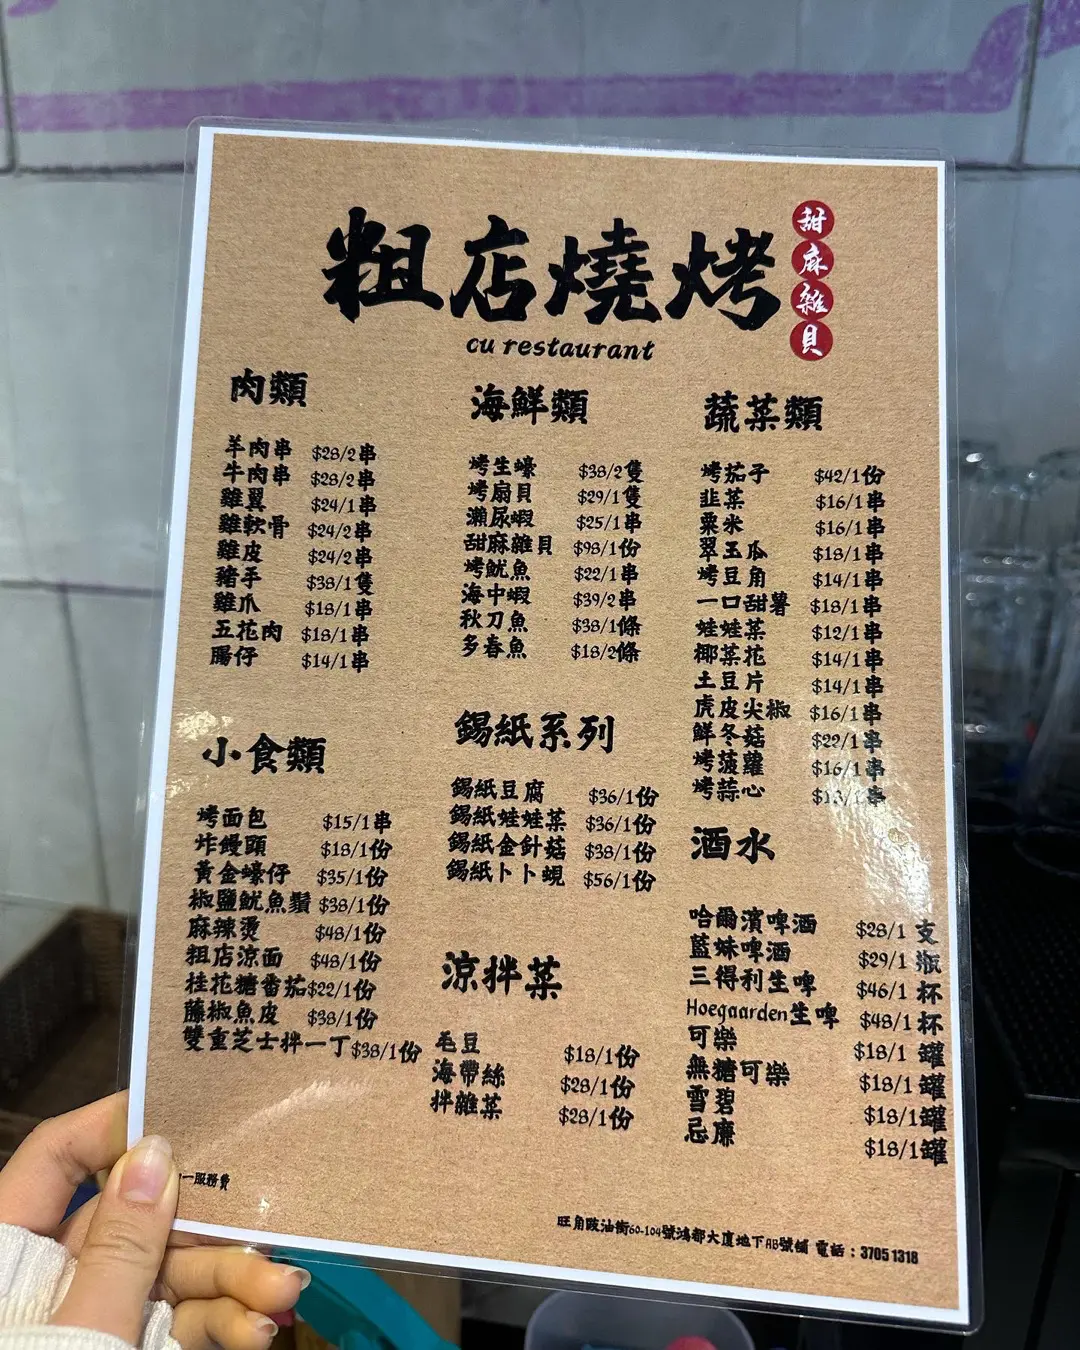 粗店燒烤
甜麻雜貝
cu restaurant
肉類
羊肉串 $28/2串
牛肉串 $28/2串
雞翼 $24/1串
雞軟骨 $24/2串
雞皮 $24/2串
豬手 $38/1隻
雞爪 $18/1串
五花肉 $18/1串
腸仔 $14/1串
小食類
烤面包 $15/1串
炸饅頭 $18/1份
黃金蠔仔 $35/1份
椒鹽魷魚鬚 $38/1份
麻辣燙 $48/1份
粗店涼面 $48/1份
桂花糖番茄 $22/1份
藤椒魚皮 $38/1份
雙重芝士拌一丁 $38/1份
海鮮類
烤生蠔 $38/2隻
烤扇貝 $29/1隻
瀨尿蝦 $25/1串
甜麻雜貝 $98/1份
烤魷魚 $22/1串
海中蝦 $39/2串
秋刀魚 $38/1條
多春魚 $18/2條
錫紙系列
錫紙豆腐 $36/1份
錫紙娃娃菜 $36/1份
錫紙金針菇 $38/1份
錫紙卜卜蜆 $56/1份
涼拌菜
毛豆 $18/1份
海帶絲 $28/1份
拌雜菜 $28/1份
蔬菜類
烤茄子 $42/1份
韭菜 $16/1串
粟米 $16/1串
翠玉瓜 $18/1串
烤豆角 $14/1串
一口甜薯 $18/1串
娃娃菜 $12/1串
椰菜花 $14/1串
土豆片 $14/1串
虎皮尖椒 $16/1串
鮮冬菇 $22/1串
烤菠蘿 $16/1串
烤蒜心 $18/1串
酒水
哈爾濱啤酒 $28/1 支
藍妹啤酒 $29/1 瓶
三得利生啤 $46/1 杯
Hoegaarden生啤 $48/1 杯
可樂 $18/1 罐
無糖可樂 $18/1 罐
雪碧 $18/1罐
忌廉 $18/1罐
一服務費
旺角豉油街60-104號鴻都大廈地下AB號鋪 電話：3705 1318